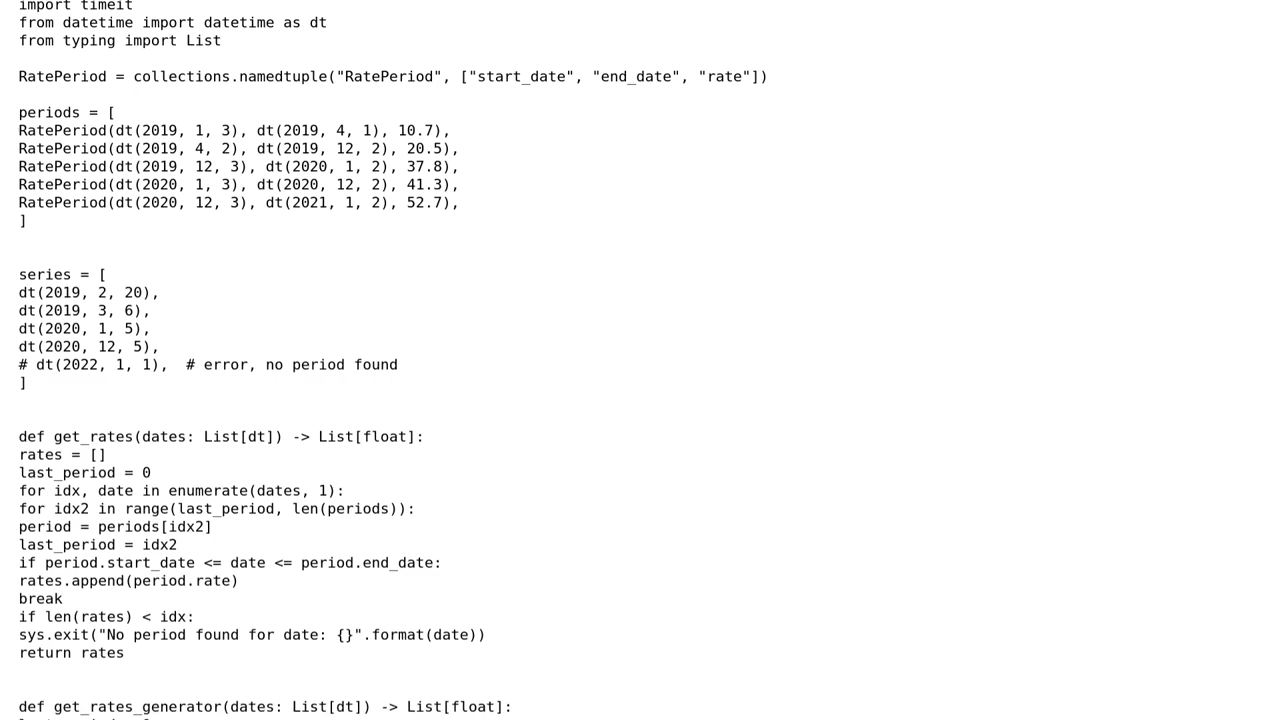 import timeit
from datetime import datetime as dt
from typing import List
RatePeriod = collections.namedtuple("RatePeriod", ["start_date", "end_date", "rate"])
periods = [
RatePeriod(dt(2019, 1, 3), dt(2019, 4, 1), 10.7),
RatePeriod(dt(2019, 4, 2), dt(2019, 12, 2), 20.5),
RatePeriod(dt(2019, 12, 3), dt(2020, 1, 2), 37.8),
RatePeriod(dt(2020, 1, 3), dt(2020, 12, 2), 41.3),
RatePeriod(dt(2020, 12, 3), dt(2021, 1, 2), 52.7),
]
series = [
dt(2019, 2, 20),
dt(2019, 3, 6),
dt(2020, 1, 5),
dt(2020, 12, 5),
# dt(2022, 1, 1),  # error, no period found
]
def get_rates(dates: List[dt]) -> List[float]:
rates = []
last_period = 0
for idx, date in enumerate(dates, 1):
for idx2 in range(last_period, len(periods)):
period = periods[idx2]
last_period = idx2
if period.start_date <= date <= period.end_date:
rates.append(period.rate)
break
if len(rates) < idx:
sys.exit("No period found for date: {}".format(date))
return rates
def get_rates_generator(dates: List[dt]) -> List[float]: